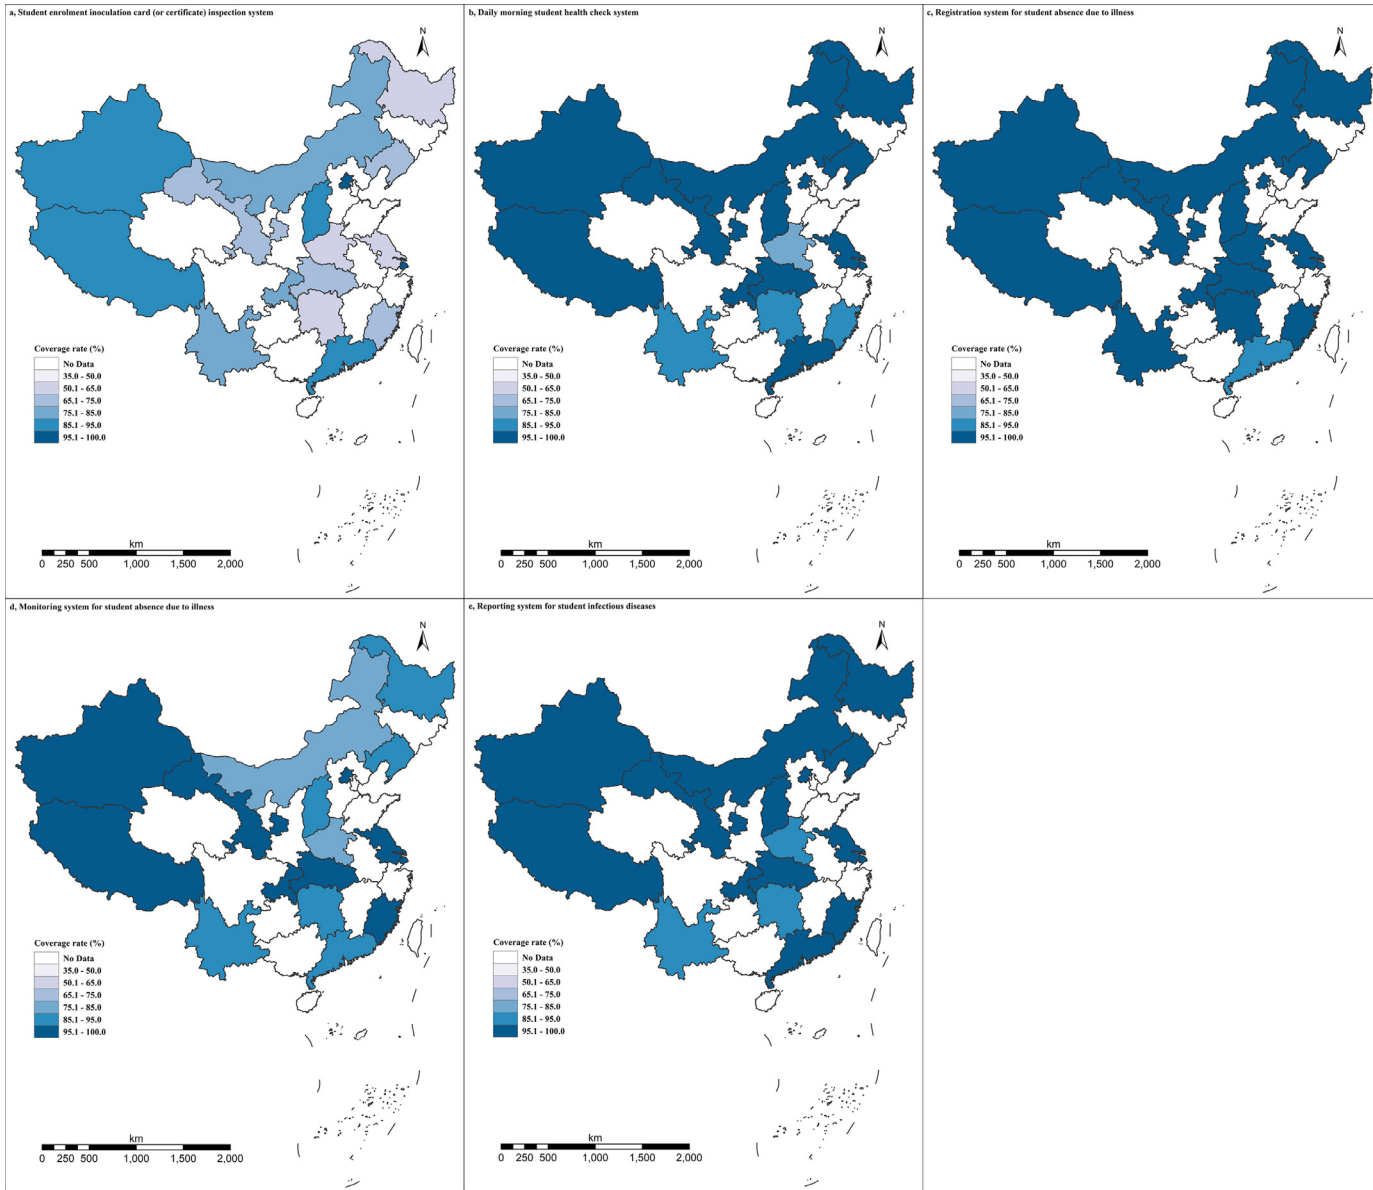 a, Student enrolment inoculation card (or certificate) inspection system
N
Coverage rate (%)
No Data
35.0 - 50.0
50.1 - 65.0
65.1 - 75.0
75.1 - 85.0
85.1 - 95.0
95.1 - 100.0
km
0 250 500 1,000 1,500 2,000
b, Daily morning student health check system
N
Coverage rate (%)
No Data
35.0 - 50.0
50.1 - 65.0
65.1 - 75.0
75.1 - 85.0
85.1 - 95.0
95.1 - 100.0
km
0 250 500 1,000 1,500 2,000
c, Registration system for student absence due to illness
N
Coverage rate (%)
No Data
35.0 - 50.0
50.1 - 65.0
65.1 - 75.0
75.1 - 85.0
85.1 - 95.0
95.1 - 100.0
km
0 250 500 1,000 1,500 2,000
d, Monitoring system for student absence due to illness
N
Coverage rate (%)
No Data
35.0 - 50.0
50.1 - 65.0
65.1 - 75.0
75.1 - 85.0
85.1 - 95.0
95.1 - 100.0
km
0 250 500 1,000 1,500 2,000
e, Reporting system for student infectious diseases
N
Coverage rate (%)
No Data
35.0 - 50.0
50.1 - 65.0
65.1 - 75.0
75.1 - 85.0
85.1 - 95.0
95.1 - 100.0
km
0 250 500 1,000 1,500 2,000